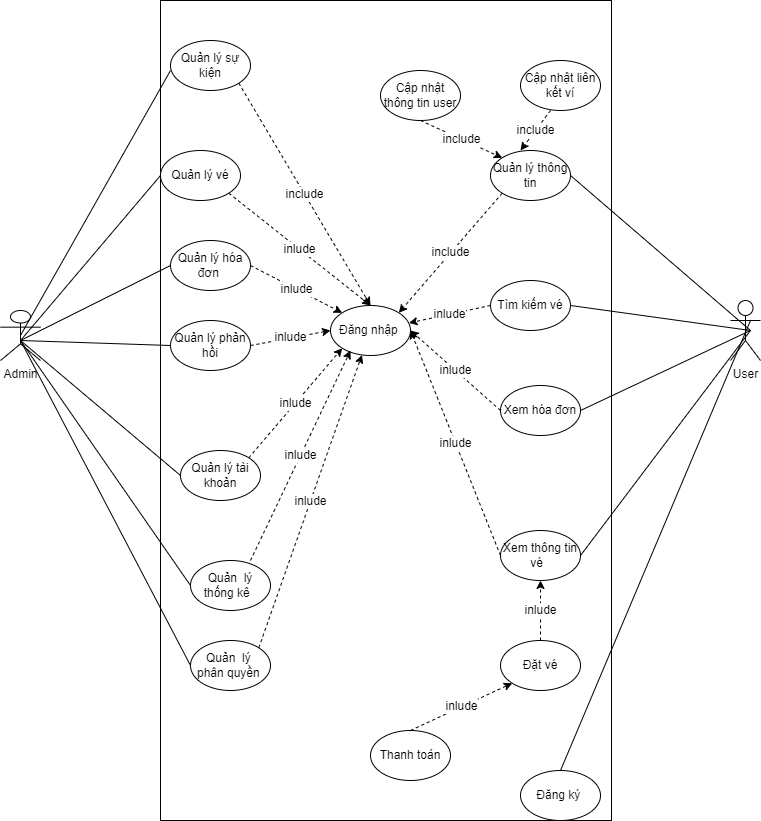 Quản lý sự
kiện
Cập nhật
thông tin user
Cập nhật liên
kết ví
include
include
Quản lý vé
include
Quản lý thông
tin
Quản lý hóa
đơn
inlude
include
inlude
Tìm kiếm vé
inlude
Đăng nhập
Quản lý phản
hồi
inlude
Admin
User
inlude
inlude
Xem hóa đơn
inlude
Quản lý tài
khoản
inlude
inlude
Xem thông tin
vé
Quản  lý
thống kê
inlude
Quản  lý
phân quyền
Đặt vé
inlude
Thanh toán
Đăng ký